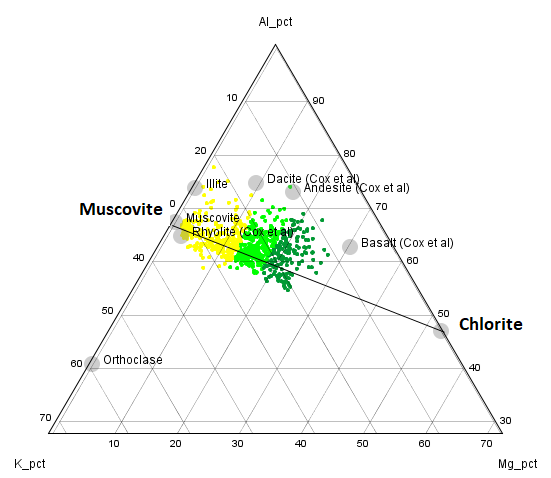 Al_pct
10
90
20
80
Illite
Dacite (Cox et al)
Andesite (Cox et al)
0
70
Muscovite
Muscovite
Rhyolite (Cox et al)
Basalt (Cox et al)
40
60
50
50
Chlorite
60
Orthoclase
40
70
30
10
20
30
40
50
60
70
K_pct
Mg_pct